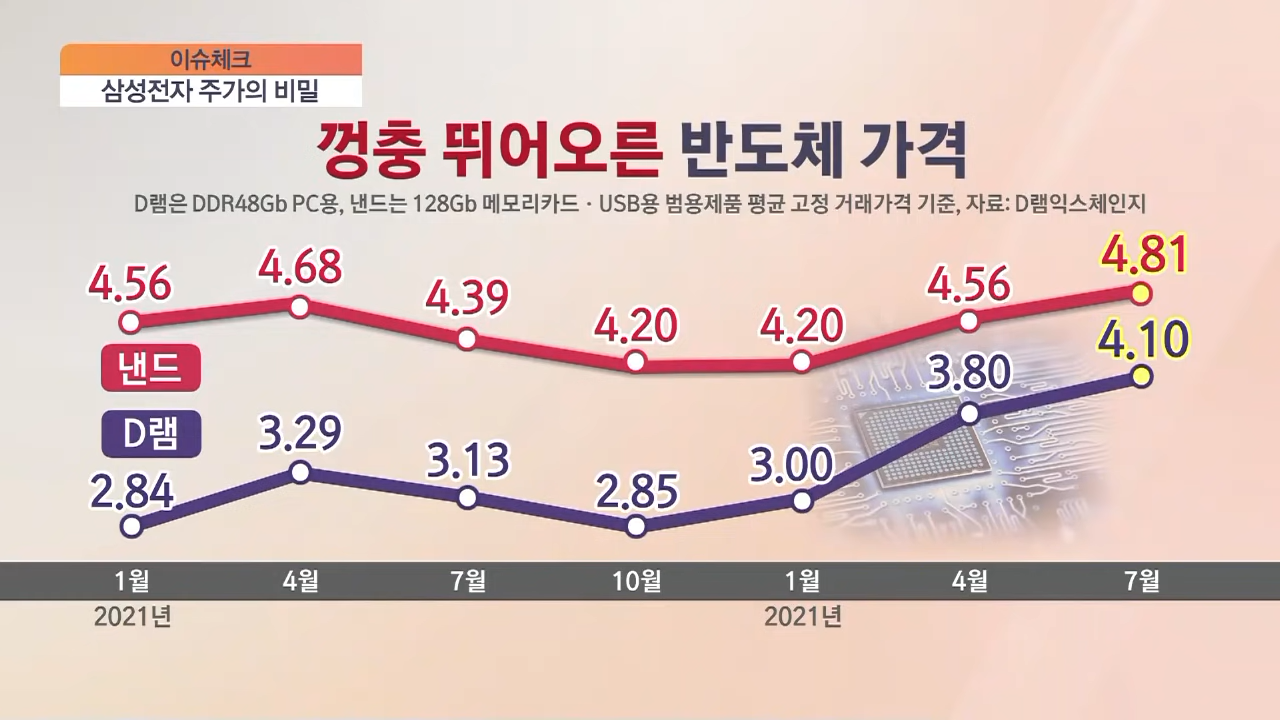 이슈체크
삼성전자 주가의 비밀
껑충 뛰어오른 반도체 가격
D램은 DDR48Gb PC용, 낸드는 128Gb 메모리카드 · USB용 범용제품 평균 고정 거래가격 기준, 자료: D램익스체인지
4.56 4.68 4.39 4.20 4.20 4.56 4.81
낸드
D램
2.84 3.29 3.13 2.85 3.00 3.80 4.10
1월 4월 7월 10월 1월 4월 7월
2021년 2021년